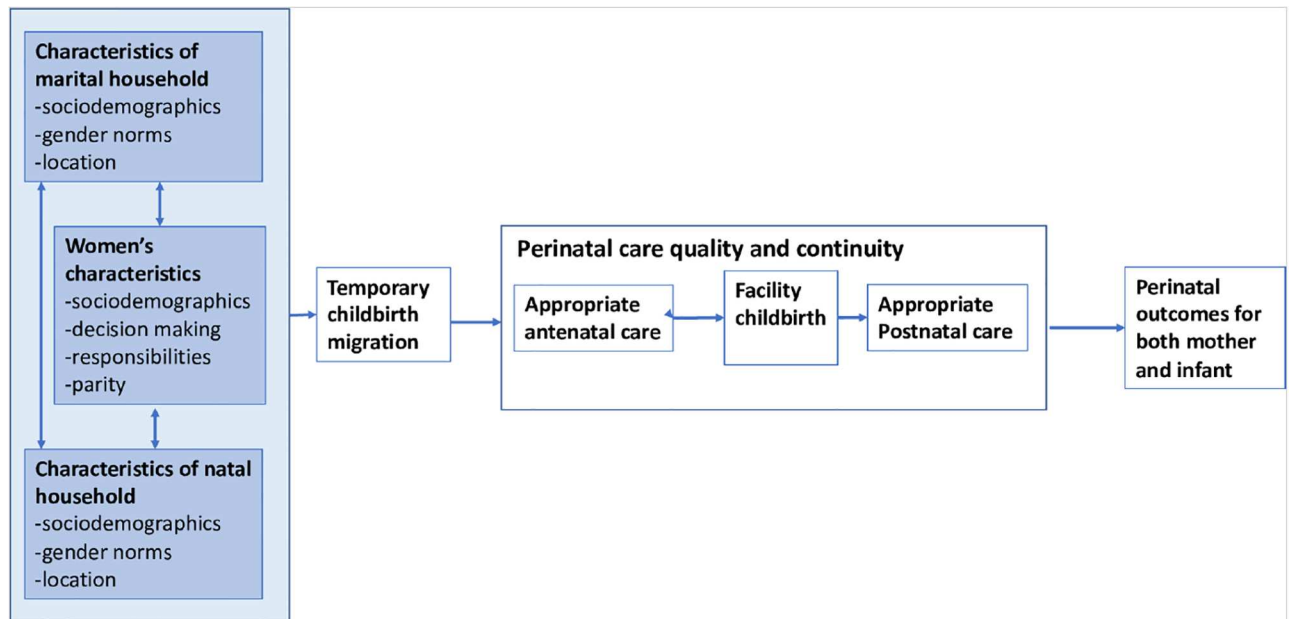 Characteristics of
marital household
-sociodemographics
-gender norms
-location
Women's
characteristics
-sociodemographics
-decision making
-responsibilities
-parity
Characteristics of natal
household
-sociodemographics
-gender norms
-location
Temporary
childbirth
migration
Perinatal care quality and continuity
Appropriate
antenatal care
Facility
childbirth
Appropriate
Postnatal care
Perinatal
outcomes for
both mother
and infant